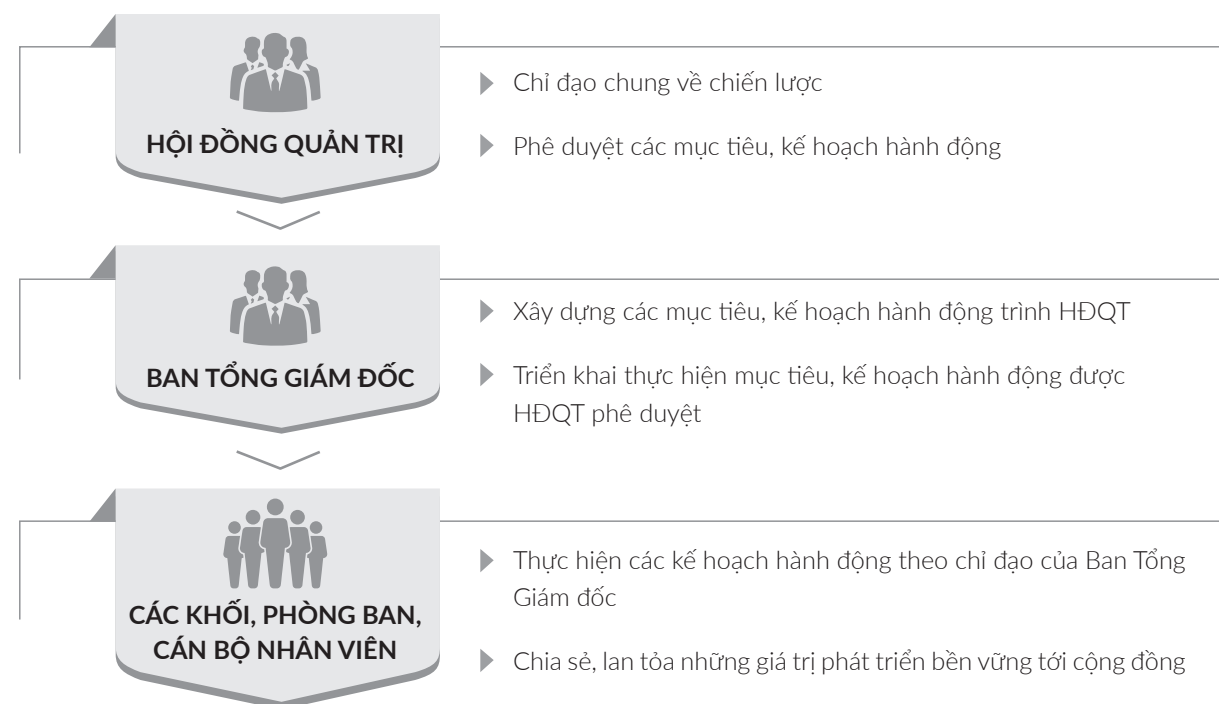 HỘI ĐỒNG QUẢN TRỊ
Chỉ đạo chung về chiến lược
Phê duyệt các mục tiêu, kế hoạch hành động
BAN TỔNG GIÁM ĐỐC
Xây dựng các mục tiêu, kế hoạch hành động trình HĐQT
Triển khai thực hiện mục tiêu, kế hoạch hành động được
HĐQT phê duyệt
CÁC KHỐI, PHÒNG BAN,
CÁN BỘ NHÂN VIÊN
Thực hiện các kế hoạch hành động theo chỉ đạo của Ban Tổng
Giám đốc
Chia sẻ, lan tỏa những giá trị phát triển bền vững tới cộng đồng